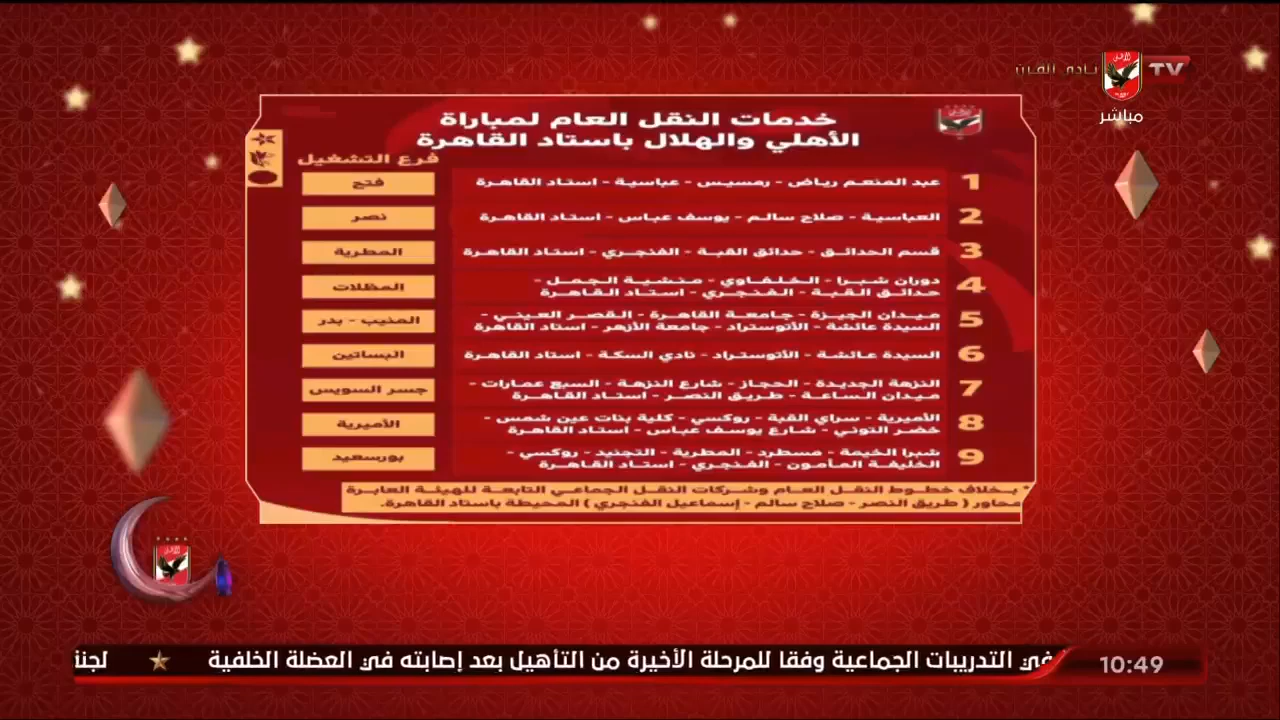 نادي القرن
TV
مباشر
خدمات النقل العام لمباراة
الأهلي والهلال باستاد القاهرة
فرع التشغيل
1 عبد المنعم رياض - رمسيس - عباسية - استاد القاهرة فتح
2 العباسية - صلاح سالم - يوسف عباس - استاد القاهرة نصر
3 قسم الحدائق - حدائق القبة - الفنجري - استاد القاهرة المطرية
4 دوران شبرا - الخلفاوي - منشية الجمل -
حدائق القبة - الفنجري - استاد القاهرة المظلات
5 ميدان الجيزة - جامعة القاهرة - القصر العيني -
السيدة عائشة - الأتوستراد - جامعة الأزهر - استاد القاهرة المنيب - بدر
6 السيدة عائشة - الأتوستراد - نادي السكة - استاد القاهرة البساتين
7 النزهة الجديدة - الحجاز - شارع النزهة - السبع عمارات -
ميدان الساعة - طريق النصر - استاد القاهرة جسر السويس
8 الأميرية - سراي القبة - روكسي - كلية بنات عين شمس -
خضر التوني - شارع يوسف عباس - استاد القاهرة الأميرية
9 شبرا الخيمة - مسطرد - المطرية - التجنيد - روكسي -
الخليفة المأمون - الفنجري - استاد القاهرة بورسعيد
* بخلاف خطوط النقل العام وشركات النقل الجماعي التابعة للهيئة العابرة
محاور ( طريق النصر - صلاح سالم - إسماعيل الفنجري ) المحيطة باستاد القاهرة.
10:49 في التدريبات الجماعية وفقا للمرحلة الأخيرة من التأهيل بعد إصابته في العضلة الخلفية